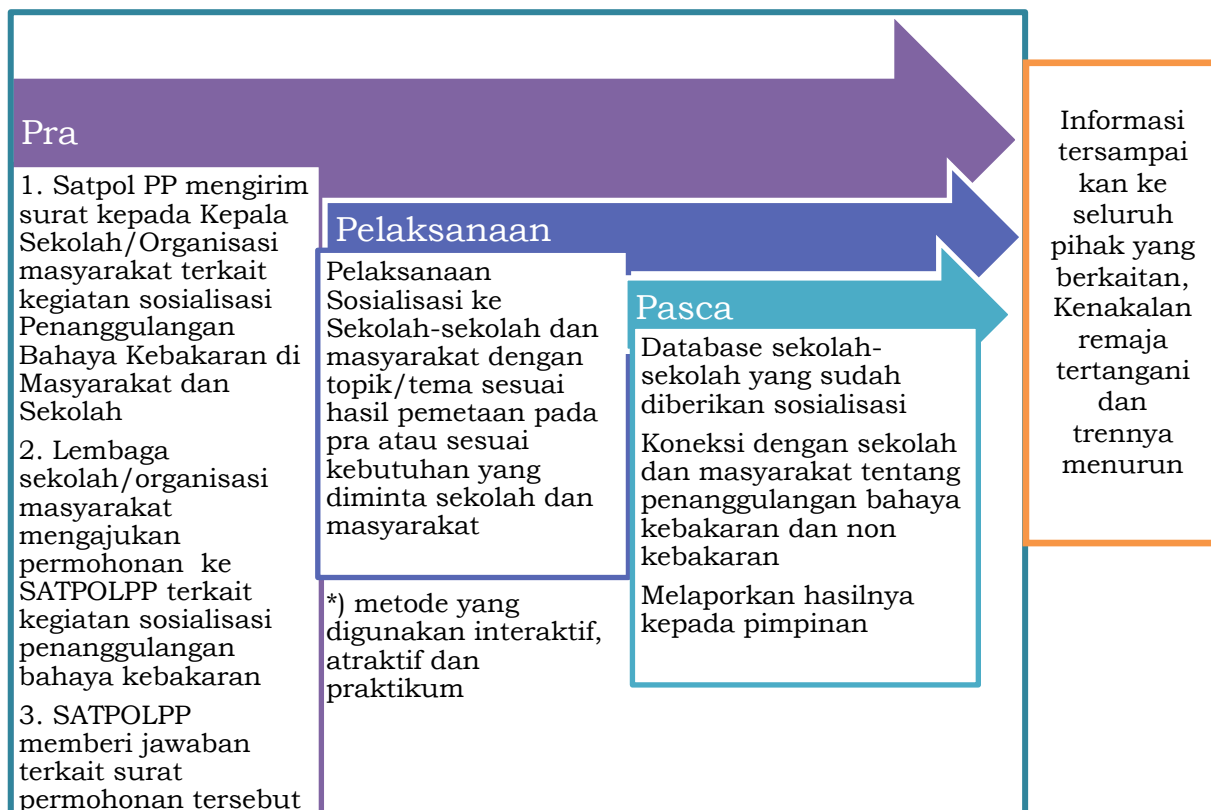 Pra
1. Satpol PP mengirim
surat kepada Kepala
Sekolah/Organisasi
masyarakat terkait
kegiatan sosialisasi
Penanggulangan
Bahaya Kebakaran di
Masyarakat dan
Sekolah
2. Lembaga
sekolah/organisasi
masyarakat
mengajukan
permohonan  ke
SATPOLPP terkait
kegiatan sosialisasi
penanggulangan
bahaya kebakaran
3. SATPOLPP
memberi jawaban
terkait surat
permohonan tersebut
Pelaksanaan
Pelaksanaan
Sosialisasi ke
Sekolah-sekolah dan
masyarakat dengan
topik/tema sesuai
hasil pemetaan pada
pra atau sesuai
kebutuhan yang
diminta sekolah dan
masyarakat
*) metode yang
digunakan interaktif,
atraktif dan
praktikum
Pasca
Database sekolah-
sekolah yang sudah
diberikan sosialisasi
Koneksi dengan sekolah
dan masyarakat tentang
penanggulangan bahaya
kebakaran dan non
kebakaran
Melaporkan hasilnya
kepada pimpinan
Informasi
tersampai
kan ke
seluruh
pihak yang
berkaitan,
Kenakalan
remaja
tertangani
dan
trennya
menurun